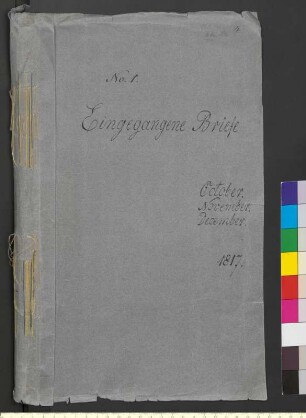 No. 1.
Eingegangene Briefe
October.
November.
December.
1817.